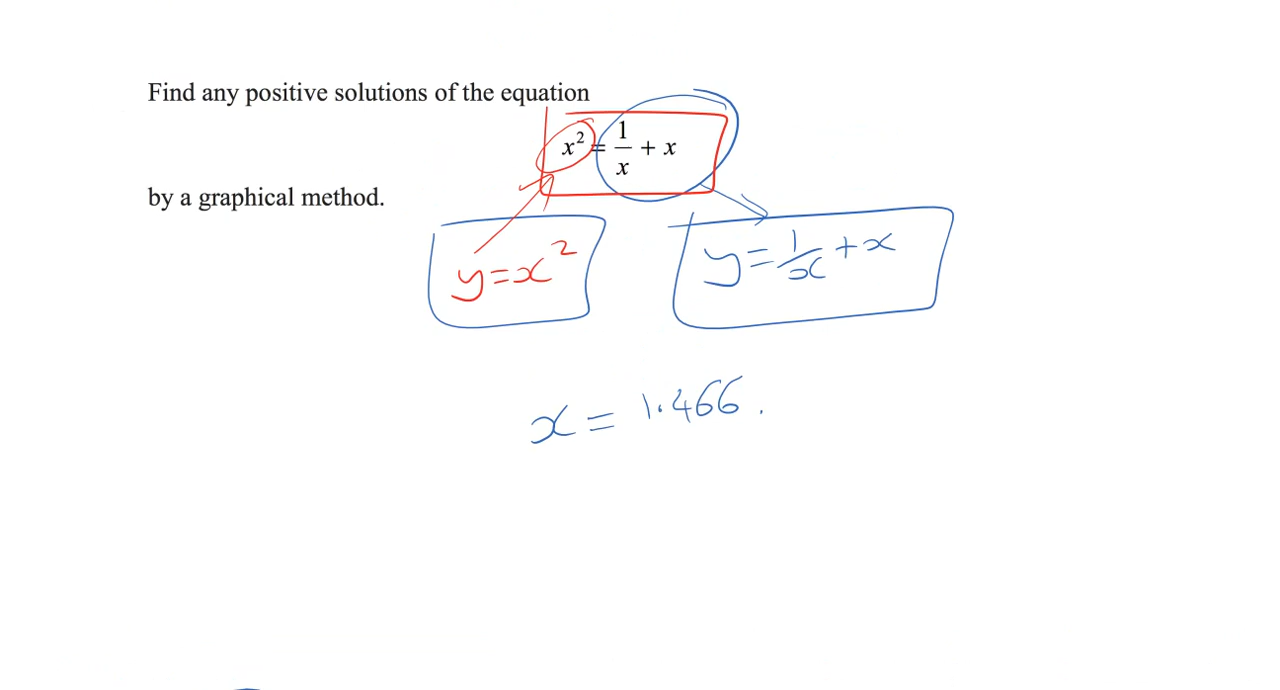 Find any positive solutions of the equation
x² = 1/x + x
by a graphical method.
y=x²
y=1/x+x
x = 1.466.